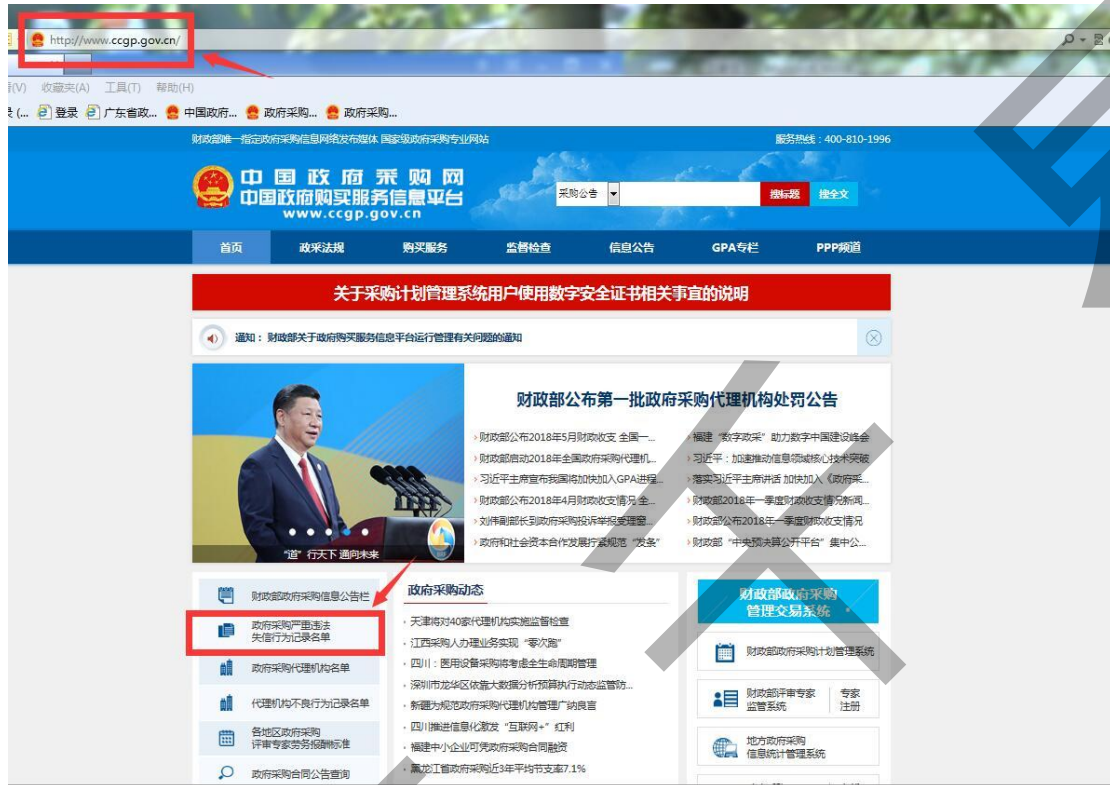 http://www.ccgp.gov.cn/
(V) 收藏夹(A) 工具(T) 帮助(H)
登录 广东省政... 中国政府... 政府采购... 政府采购...
财政部唯一指定政府采购信息网络发布媒体 国家级政府采购专业网站
服务热线：400-810-1996
中国政府采购网
中国政府购买服务信息平台
www.ccgp.gov.cn
采购公告
搜标题 搜全文
首页 政采法规 购买服务 监督检查 信息公告 GPA专栏 PPP频道
关于采购计划管理系统用户使用数字安全证书相关事宜的说明
通知： 财政部关于政府购买服务信息平台运行管理有关问题的通知
财政部公布第一批政府采购代理机构处罚公告
财政部公布2018年5月财政收支 全国一...
财政部启动2018年全国政府采购代理机...
习近平主席宣布我国将加快加入GPA进程...
财政部公布2018年4月财政收支情况 全...
刘伟副部长到政府采购投诉举报受理窗...
政府和社会资本合作发展拧紧规范“发条”
福建“数字政采”助力数字中国建设峰会
习近平：加速推动信息领域核心技术突破
落实习近平主席讲话 加快加入《政府采...
财政部2018年一季度财政收支情况新闻...
财政部公布2018年一季度财政收支情况
财政部“中央预决算公开平台”集中公...
“道”行天下 通向未来
财政部政府采购信息公告栏
政府采购严重违法
失信行为记录名单
政府采购代理机构名单
代理机构不良行为记录名单
各地区政府采购
评审专家劳务报酬标准
政府采购合同公告查询
政府采购动态
天津将对40家代理机构实施监督检查
江西采购人办理业务实现“零次跑”
四川：医用设备采购将考虑全生命周期管理
深圳市龙华区依靠大数据分析预算执行动态监管防...
新疆为规范政府采购代理机构管理广纳良言
四川推进信息化激发“互联网+”红利
福建中小企业可凭政府采购合同融资
黑龙江省政府采购近3年平均节支率7.1%
财政部政府采购
管理交易系统
财政部政府采购计划管理系统
财政部评审专家
监管系统
专家
注册
地方政府采购
信息统计管理系统